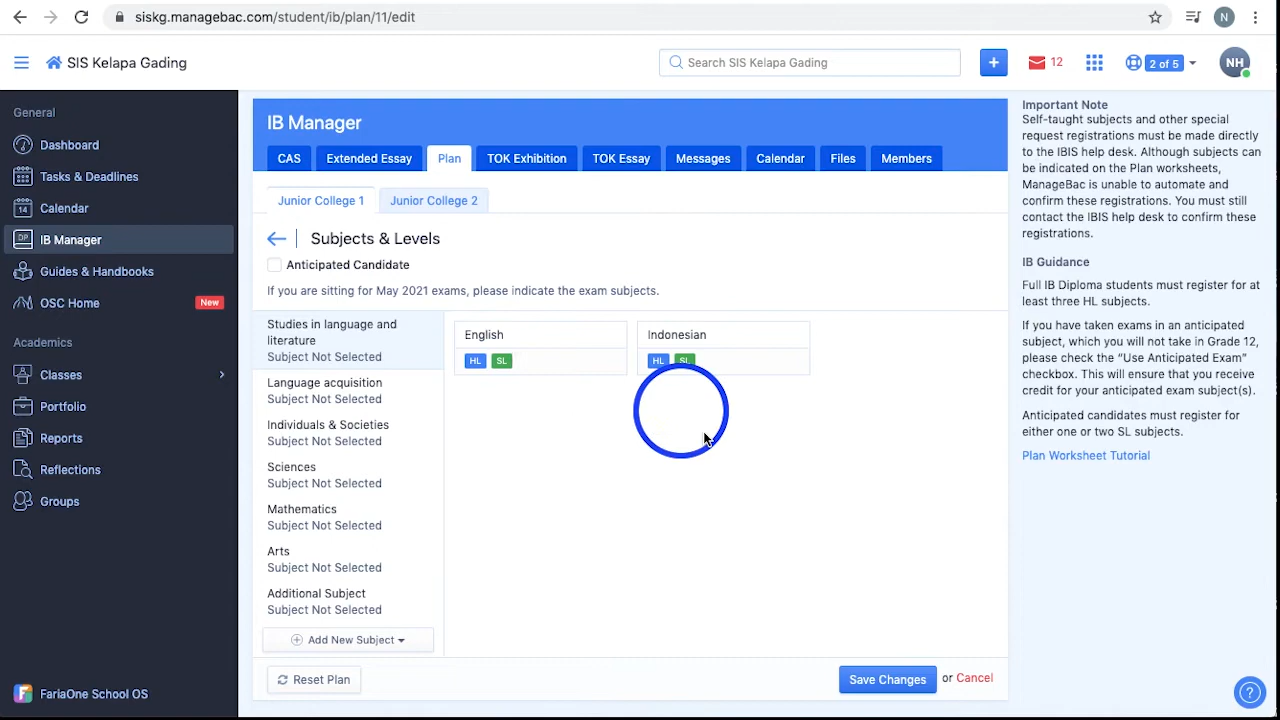 siskg.managebac.com/student/ib/plan/11/edit
N
SIS Kelapa Gading
Search SIS Kelapa Gading
+
12
2 of 5
NH
General
Dashboard
Tasks & Deadlines
14
Calendar
DP
IB Manager
Guides & Handbooks
OSC Home
New
Academics
Classes
Portfolio
Reports
Reflections
Groups
FariaOne School OS
IB Manager
CAS
Extended Essay
Plan
TOK Exhibition
TOK Essay
Messages
Calendar
Files
Members
Junior College 1
Junior College 2
Subjects & Levels
Anticipated Candidate
If you are sitting for May 2021 exams, please indicate the exam subjects.
Studies in language and
literature
Subject Not Selected
Language acquisition
Subject Not Selected
Individuals & Societies
Subject Not Selected
Sciences
Subject Not Selected
Mathematics
Subject Not Selected
Arts
Subject Not Selected
Additional Subject
Subject Not Selected
Add New Subject
English
HL SL
Indonesian
HL SL
Reset Plan
Save Changes
or Cancel
Important Note
Self-taught subjects and other special
request registrations must be made directly
to the IBIS help desk. Although subjects can
be indicated on the Plan worksheets,
ManageBac is unable to automate and
confirm these registrations. You must still
contact the IBIS help desk to confirm these
registrations.
IB Guidance
Full IB Diploma students must register for at
least three HL subjects.
If you have taken exams in an anticipated
subject, which you will not take in Grade 12,
please check the “Use Anticipated Exam”
checkbox. This will ensure that you receive
credit for your anticipated exam subject(s).
Anticipated candidates must register for
either one or two SL subjects.
Plan Worksheet Tutorial
?